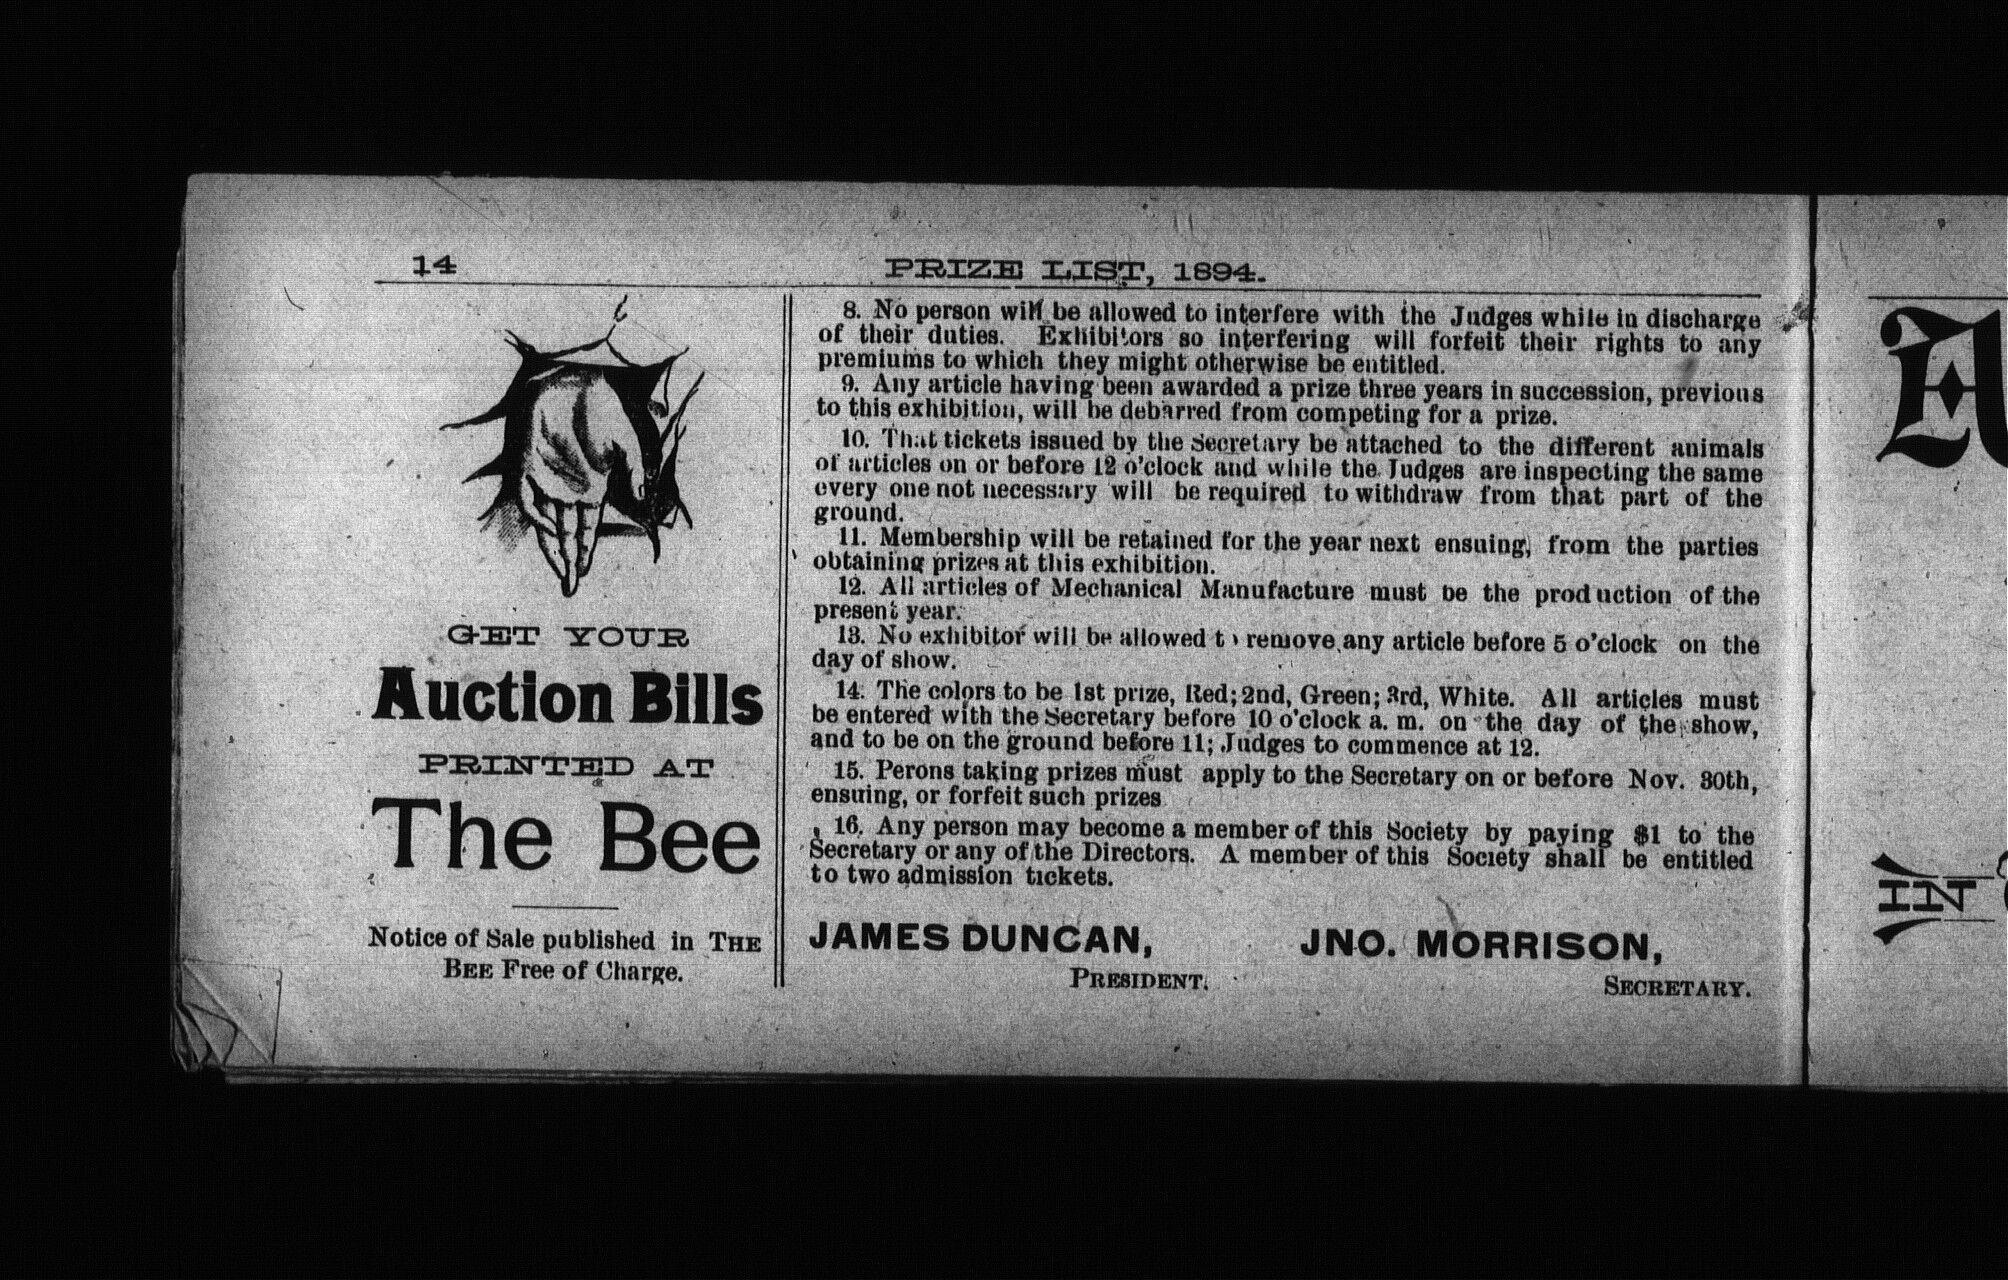 14
PRIZE LIST, 1894.
GET YOUR
Auction Bills
PRINTED AT
The Bee
Notice of Sale published in THE
BEE Free of Charge.
8. No person will be allowed to interfere with the Judges while in discharge
of their duties. Exhibitors so interfering will forfeit their rights to any
premiums to which they might otherwise be entitled.
9. Any article having been awarded a prize three years in succession, previous
to this exhibition, will be debarred from competing for a prize.
10. That tickets issued by the Secretary be attached to the different animals
of articles on or before 12 o'clock and while the Judges are inspecting the same
every one not necessary will be required to withdraw from that part of the
ground.
11. Membership will be retained for the year next ensuing, from the parties
obtaining prizes at this exhibition.
12. All articles of Mechanical Manufacture must be the production of the
present year.
13. No exhibitor will be allowed to remove any article before 5 o'clock on the
day of show.
14. The colors to be 1st prize, Red; 2nd, Green; 3rd, White. All articles must
be entered with the Secretary before 10 o'clock a. m. on the day of the show,
and to be on the ground before 11; Judges to commence at 12.
15. Perons taking prizes must apply to the Secretary on or before Nov. 30th,
ensuing, or forfeit such prizes
16. Any person may become a member of this Society by paying $1 to the
Secretary or any of the Directors. A member of this Society shall be entitled
to two admission tickets.
JAMES DUNCAN,
PRESIDENT.
JNO. MORRISON,
SECRETARY.
IN